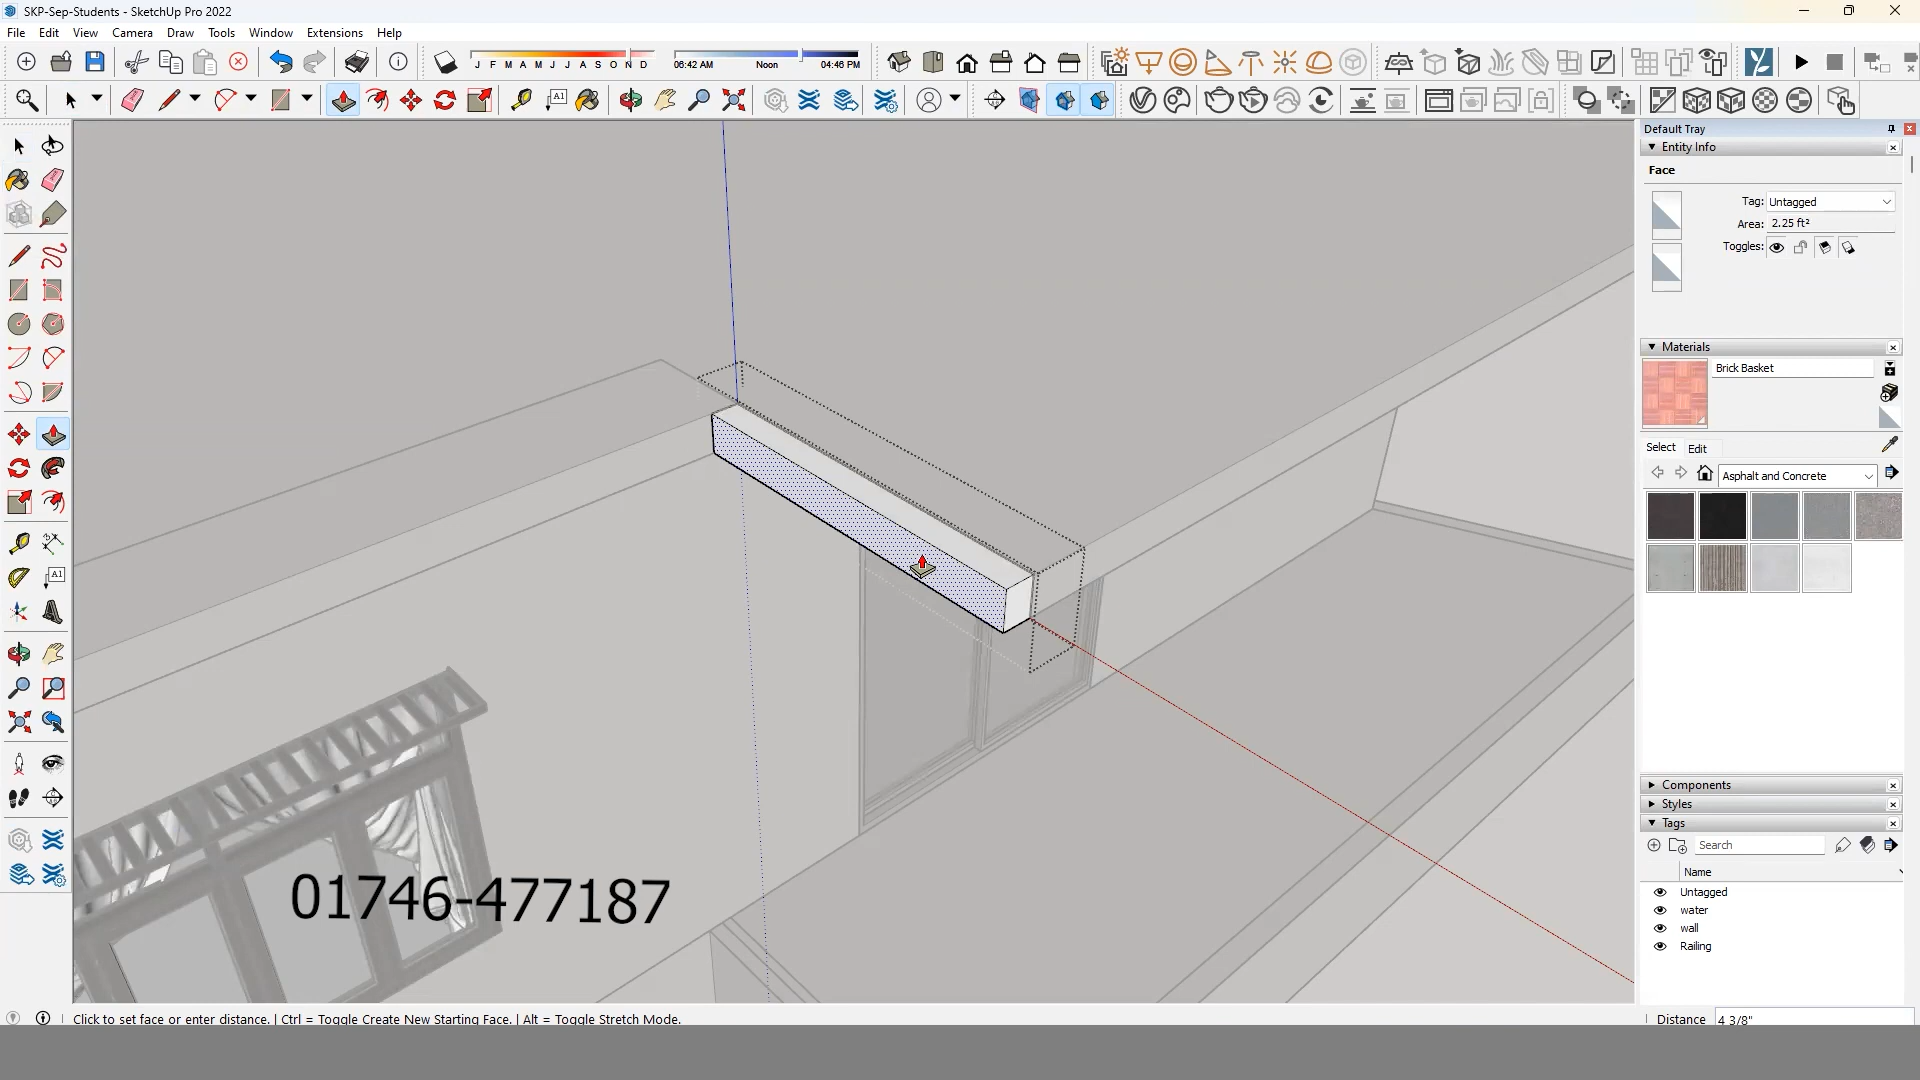 SKP-Sep-Students - SketchUp Pro 2022
File Edit View Camera Draw Tools Window Extensions Help
J F M A M J J A S O N D
06:42 AM Noon 04:46 PM
A1
Default Tray
Entity Info
Face
Tag: Untagged
Area: 2.25 ft²
Toggles:
Materials
Brick Basket
Select Edit
Asphalt and Concrete
A1
Components
Styles
Tags
Search
Name
Untagged
water
wall
Railing
01746-477187
Click to set face or enter distance. | Ctrl = Toggle Create New Starting Face. | Alt = Toggle Stretch Mode.
Distance 4 3/8"